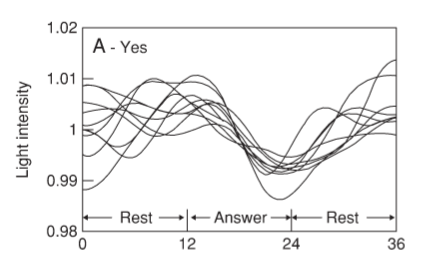 1.02
A - Yes
1.01
Light intensity
1
0.99
Rest Answer Rest
0.98
0 12 24 36